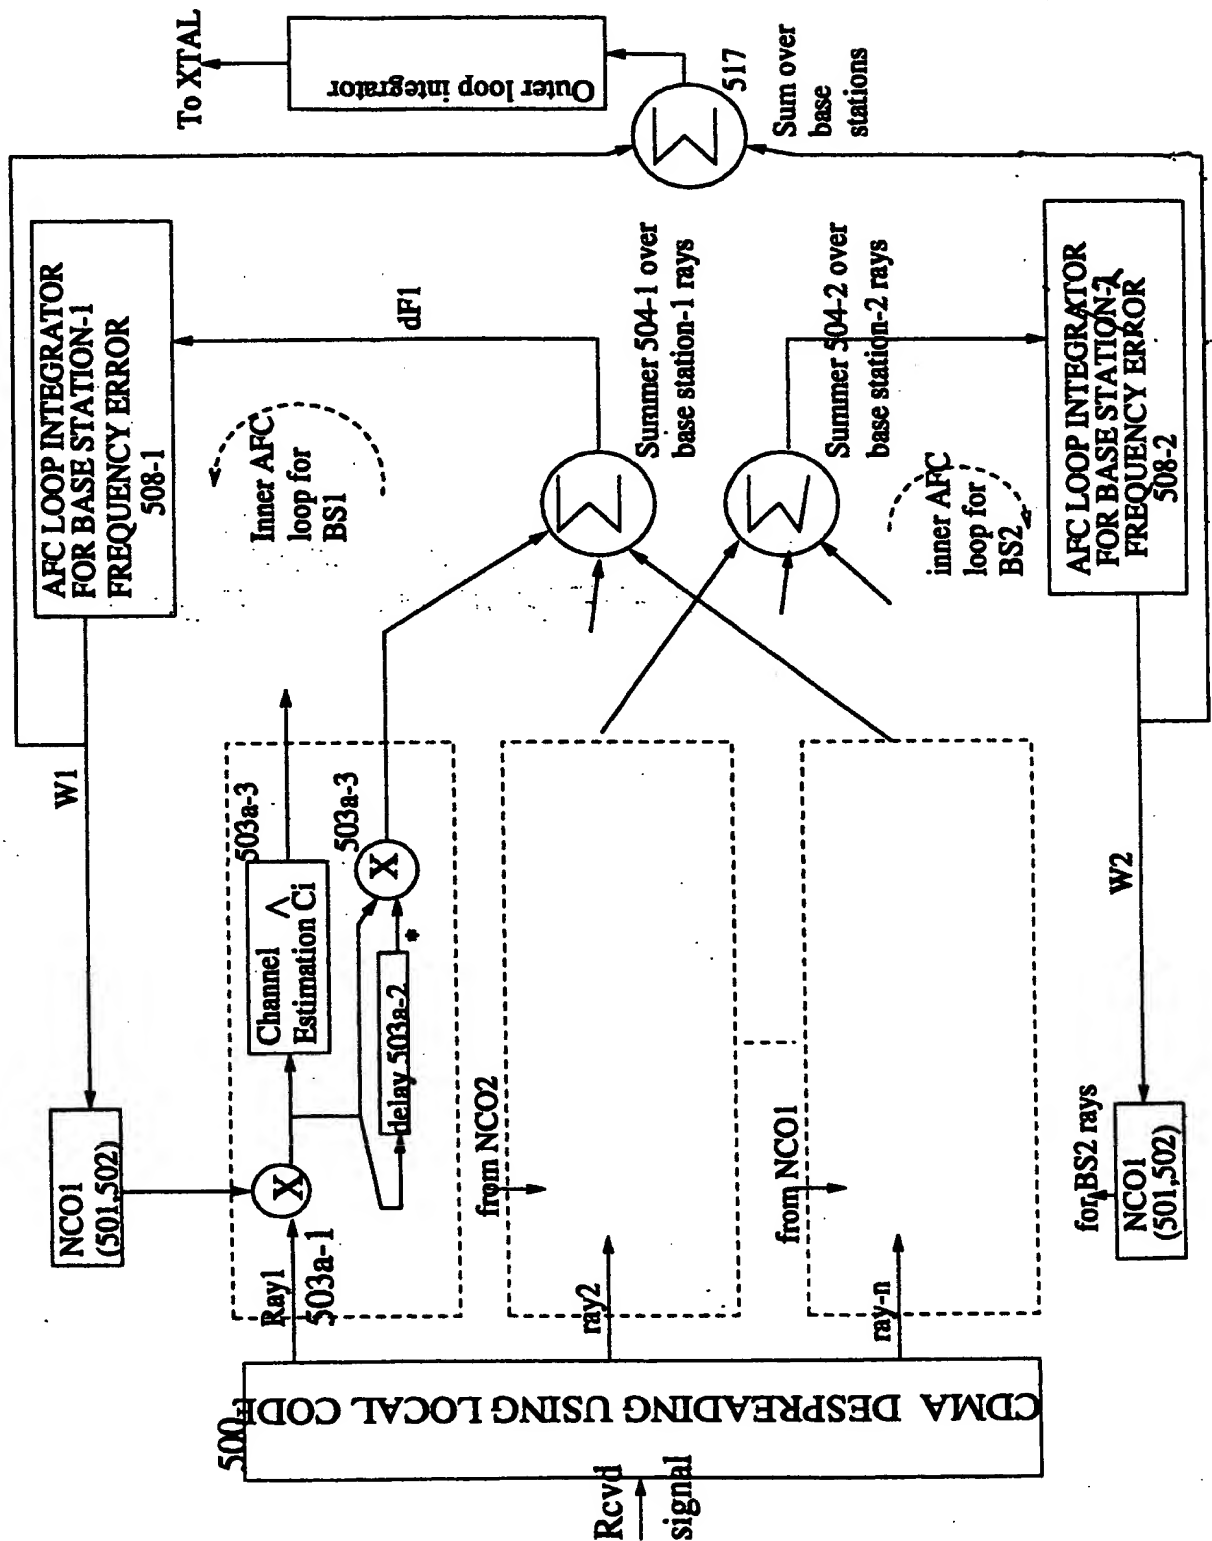 To XTAL
Outer loop integrator
517
Sum over
base
stations
AFC LOOP INTEGRATOR
FOR BASE STATION-1
FREQUENCY ERROR
508-1
dF1
Inner AFC
loop for
BS1
Summer 504-1 over
base station-1 rays
Summer 504-2 over
base station-2 rays
inner AFC
loop for
BS2
AFC LOOP INTEGRATOR
FOR BASE STATION-2
FREQUENCY ERROR
508-2
W1
503a-3
Channel ^
Estimation Ci
503a-3
X
*
delay 503a-2
W2
NCO1
(501,502)
X
Ray1
503a-1
from NCO2
ray2
from NCO1
ray-n
for BS2 rays
NCO1
(501,502)
500
CDMA DESPREADING USING LOCAL CODE
Rcvd
signal